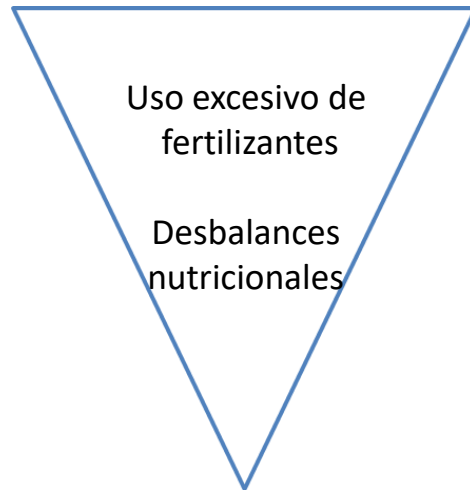 Uso excesivo de
fertilizantes
Desbalances
nutricionales